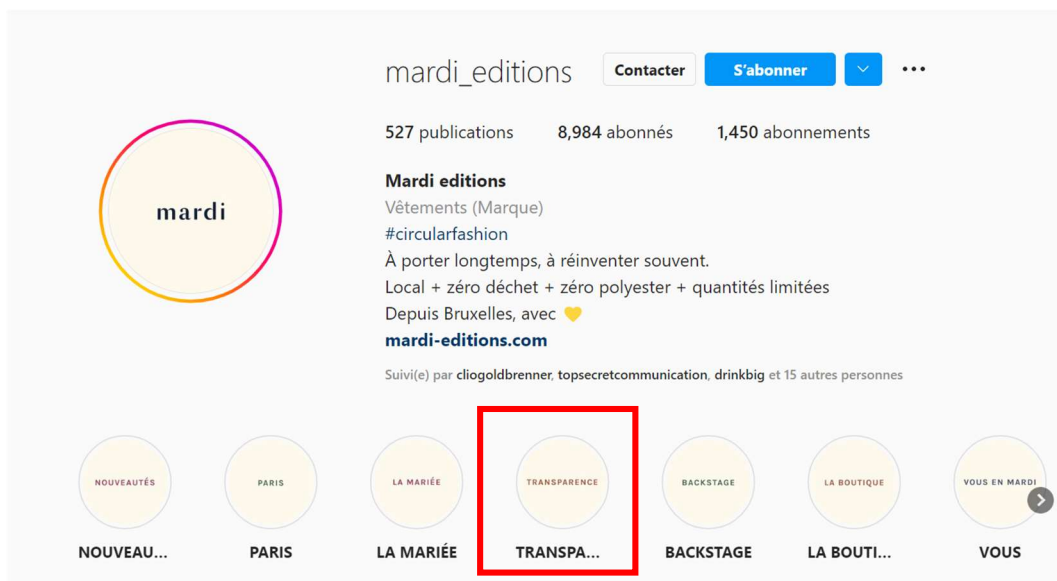 mardi_editions Contacter S'abonner
527 publications 8,984 abonnés 1,450 abonnements
mardi
Mardi editions
Vêtements (Marque)
#circularfashion
À porter longtemps, à réinventer souvent.
Local + zéro déchet + zéro polyester + quantités limitées
Depuis Bruxelles, avec 💛
mardi-editions.com
Suivi(e) par cliogoldbrenner, topsecretcommunication, drinkbig et 15 autres personnes
NOUVEAUTÉS PARIS LA MARIÉE TRANSPARENCE BACKSTAGE LA BOUTIQUE VOUS EN MARDI
NOUVEAU... PARIS LA MARIÉE TRANSPA... BACKSTAGE LA BOUTI... VOUS